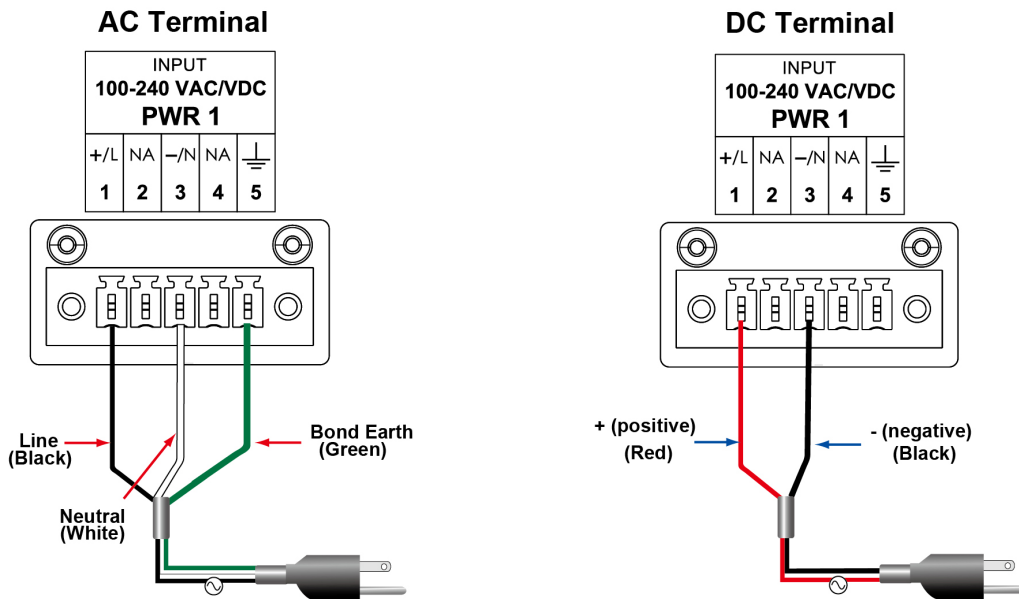 AC Terminal
INPUT
100-240 VAC/VDC
PWR 1
+/L NA −/N NA
1 2 3 4 5
Line
(Black)
Neutral
(White)
Bond Earth
(Green)
DC Terminal
INPUT
100-240 VAC/VDC
PWR 1
+/L NA −/N NA
1 2 3 4 5
+ (positive)
(Red)
- (negative)
(Black)